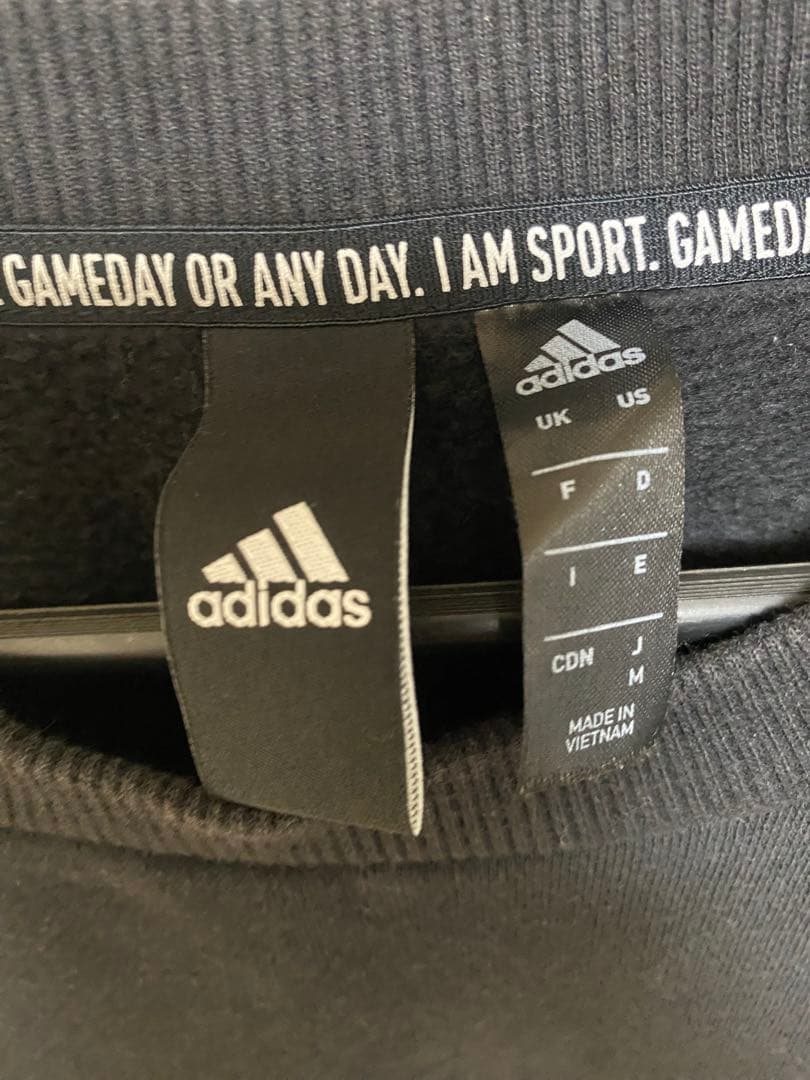 GAMEDAY OR ANY DAY. I AM SPORT. GAMEDA
adidas
adidas
UK US
F D
I E
CDN J
M
MADE IN
VIETNAM